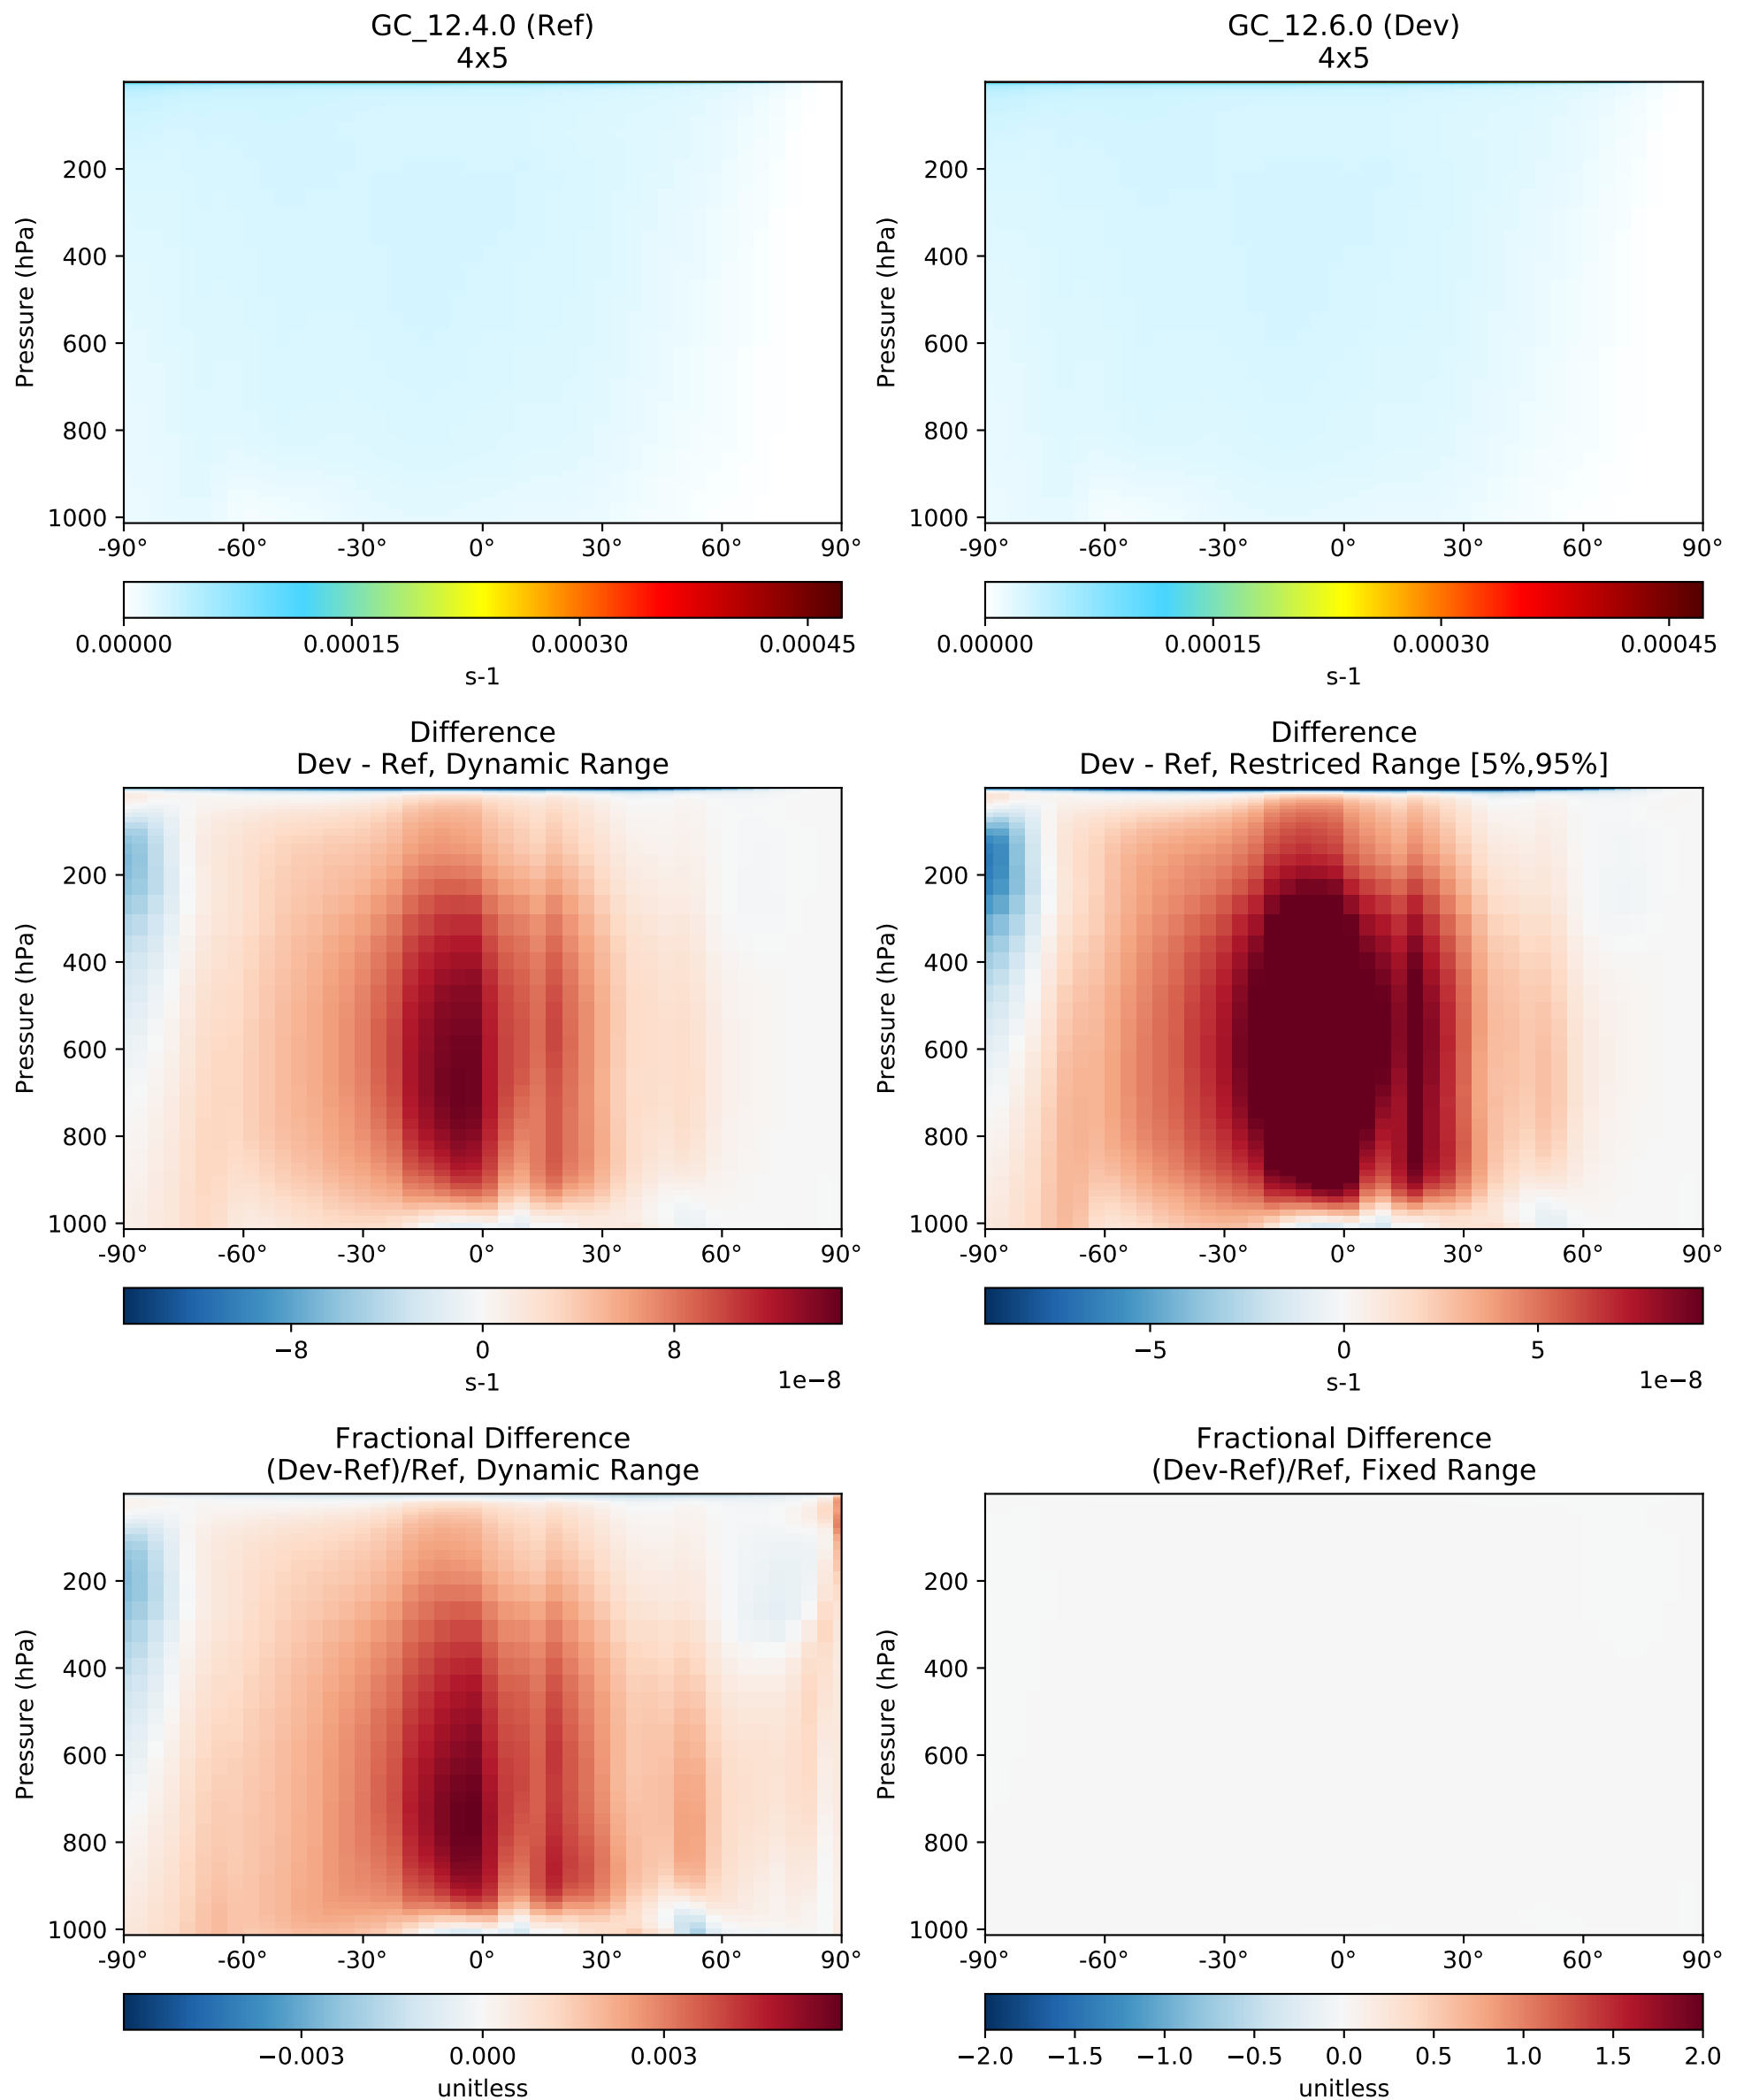 GC_12.4.0 (Ref)
4x5
GC_12.6.0 (Dev)
4x5
Pressure (hPa)
200
400
600
800
1000
-90° -60° -30° 0° 30° 60° 90°
0.00000 0.00015 0.00030 0.00045
s-1
Pressure (hPa)
200
400
600
800
1000
-90° -60° -30° 0° 30° 60° 90°
0.00000 0.00015 0.00030 0.00045
s-1
Difference
Dev - Ref, Dynamic Range
Difference
Dev - Ref, Restriced Range [5%,95%]
Pressure (hPa)
200
400
600
800
1000
-90° -60° -30° 0° 30° 60° 90°
−8 0 8
s-1 1e−8
Pressure (hPa)
200
400
600
800
1000
-90° -60° -30° 0° 30° 60° 90°
−5 0 5
s-1 1e−8
Fractional Difference
(Dev-Ref)/Ref, Dynamic Range
Fractional Difference
(Dev-Ref)/Ref, Fixed Range
Pressure (hPa)
200
400
600
800
1000
-90° -60° -30° 0° 30° 60° 90°
−0.003 0.000 0.003
unitless
Pressure (hPa)
200
400
600
800
1000
-90° -60° -30° 0° 30° 60° 90°
−2.0 −1.5 −1.0 −0.5 0.0 0.5 1.0 1.5 2.0
unitless